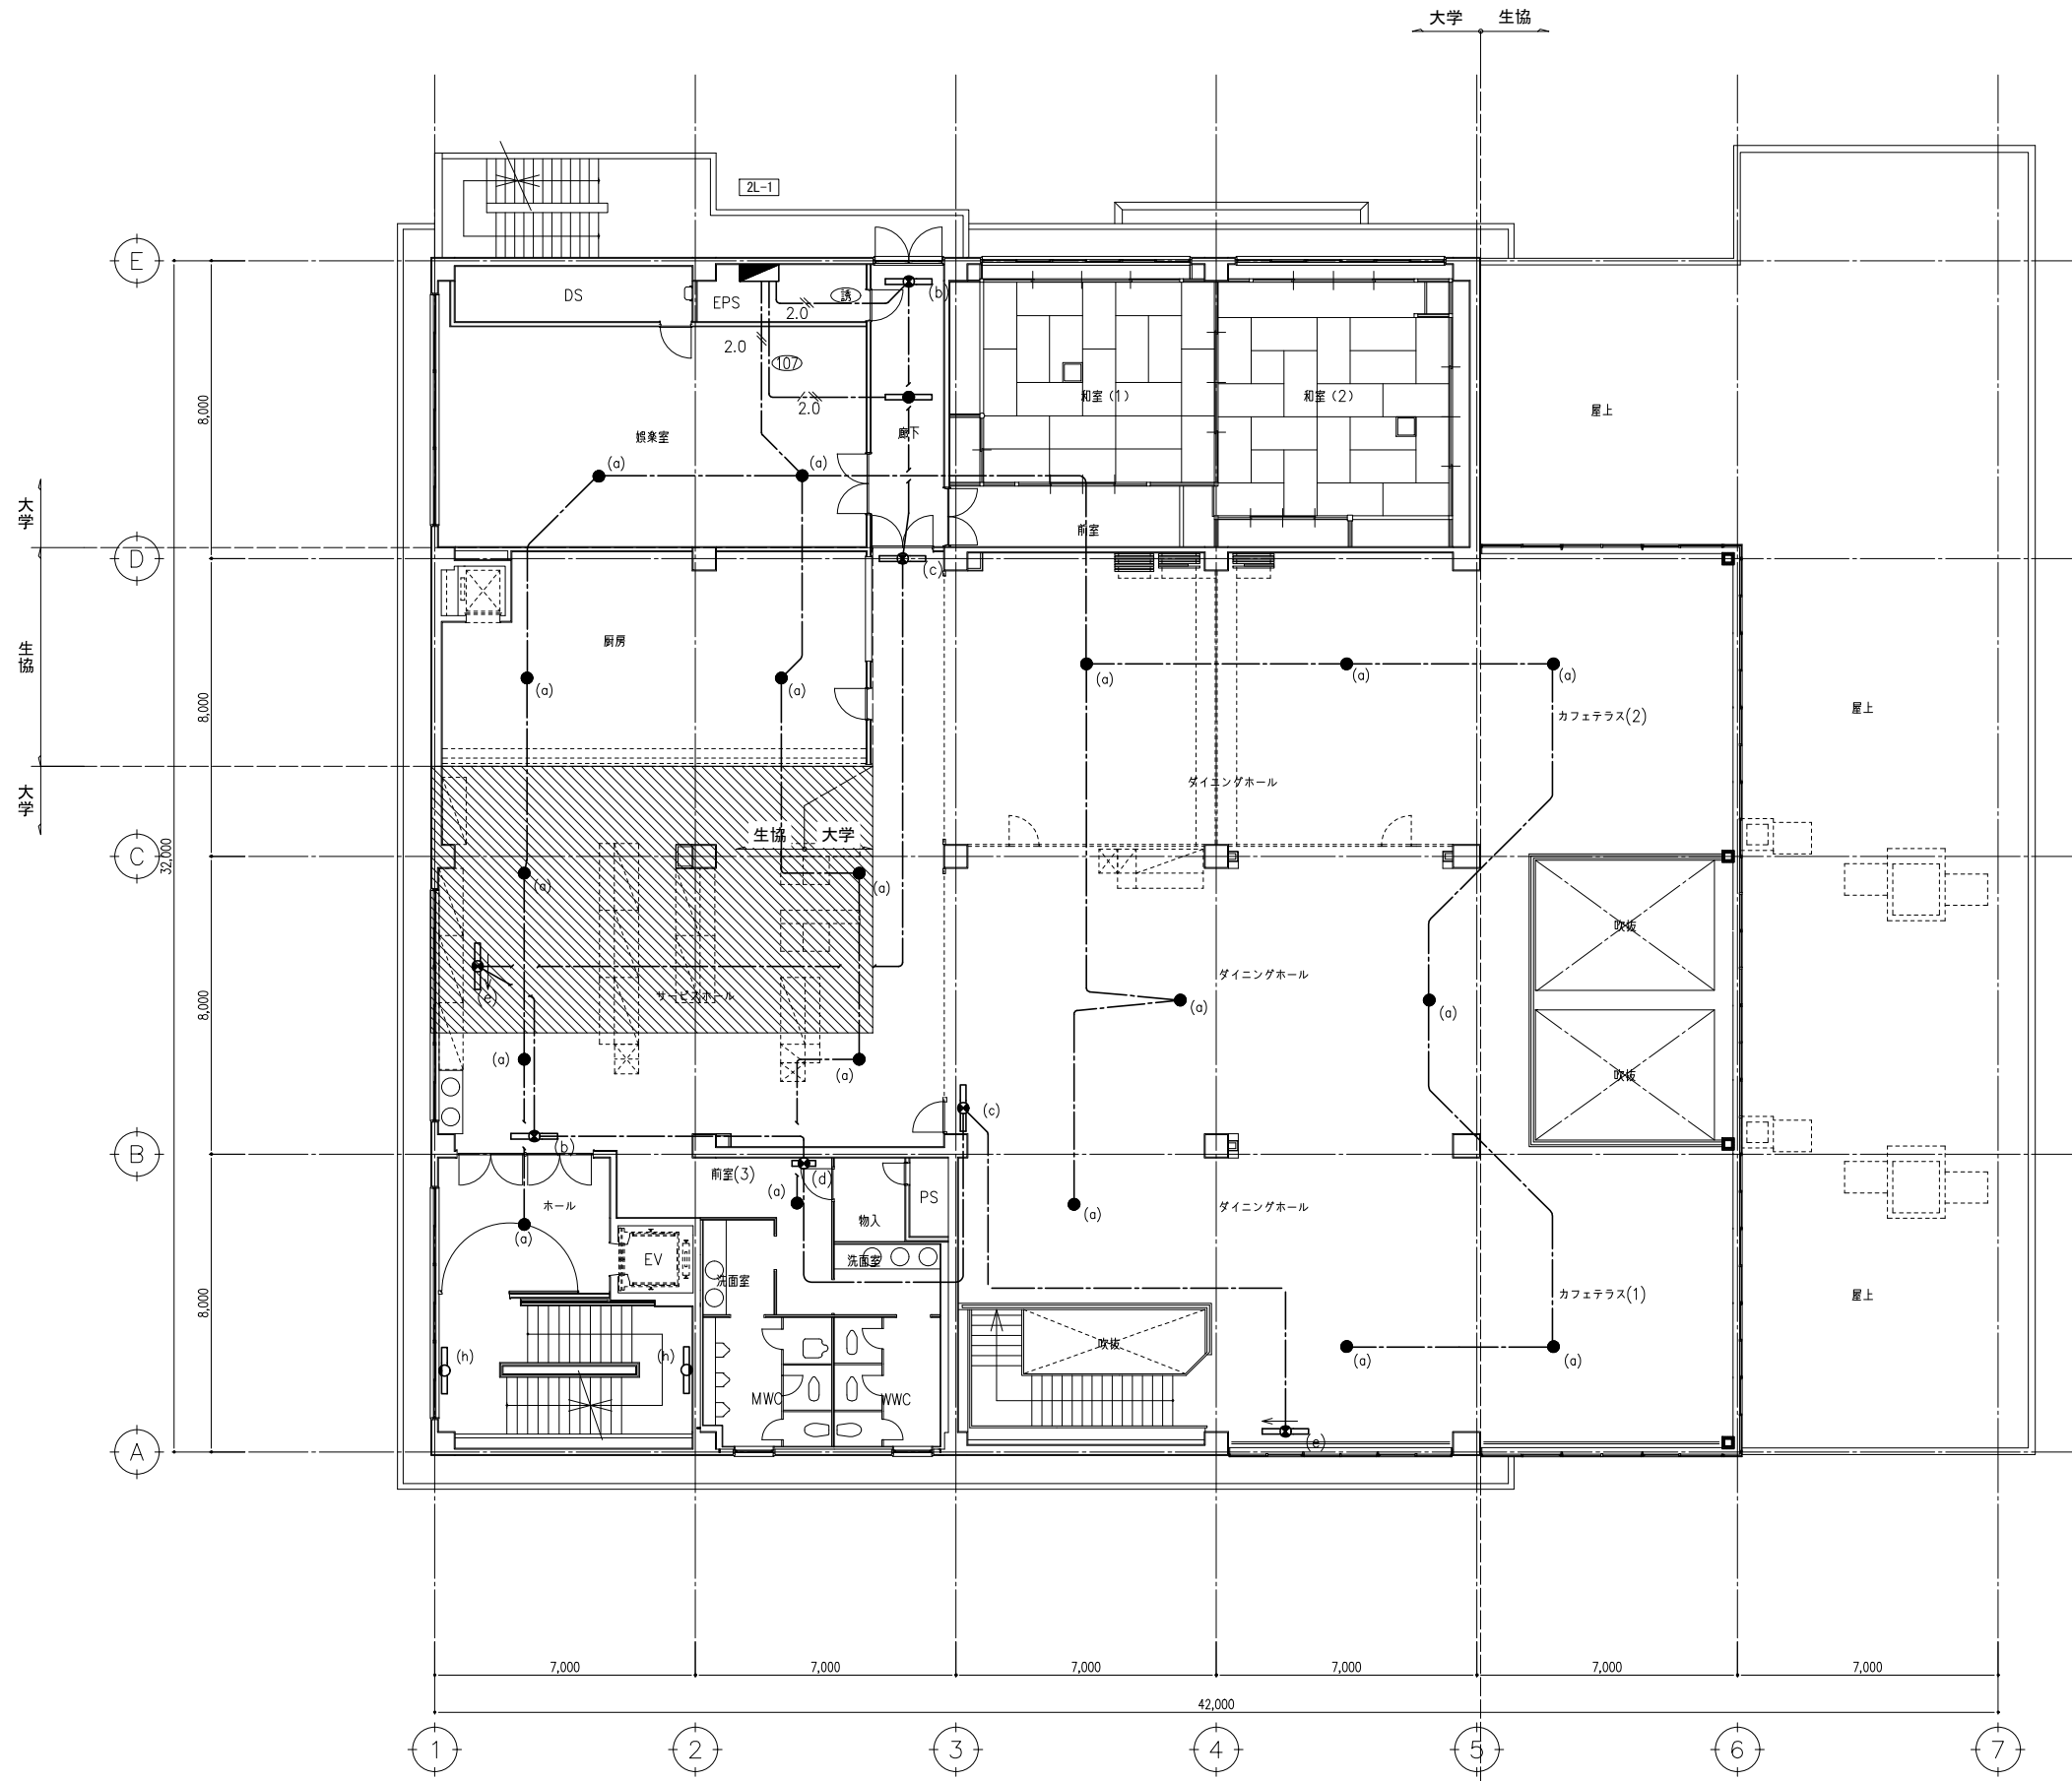 大学 生協
2L-1
E
DS
EPS
誘
(b)
2.0
2.0
107
2.0
8,000
和室(1)
和室(2)
屋上
娯楽室
廊下
(a)
(a)
大学
前室
D
(c)
生協
厨房
(a)
(a)
(a)
(a)
(a)
8,000
カフェテラス(2)
屋上
大学
ダイニングホール
生協 大学
C
32,000
(a)
(a)
吹抜
ダイニングホール
(e)
サービスホール
8,000
(a)
(a)
(a)
(a)
吹抜
(c)
B
(b)
前室(3)
(d)
(a)
PS
ホール
物入
(a)
ダイニングホール
(a)
EV
洗面室
洗面室
8,000
カフェテラス(1)
屋上
吹抜
(h)
(h)
(a)
(a)
MWC
WWC
(e)
A
7,000 7,000 7,000 7,000 7,000 7,000
42,000
1 2 3 4 5 6 7